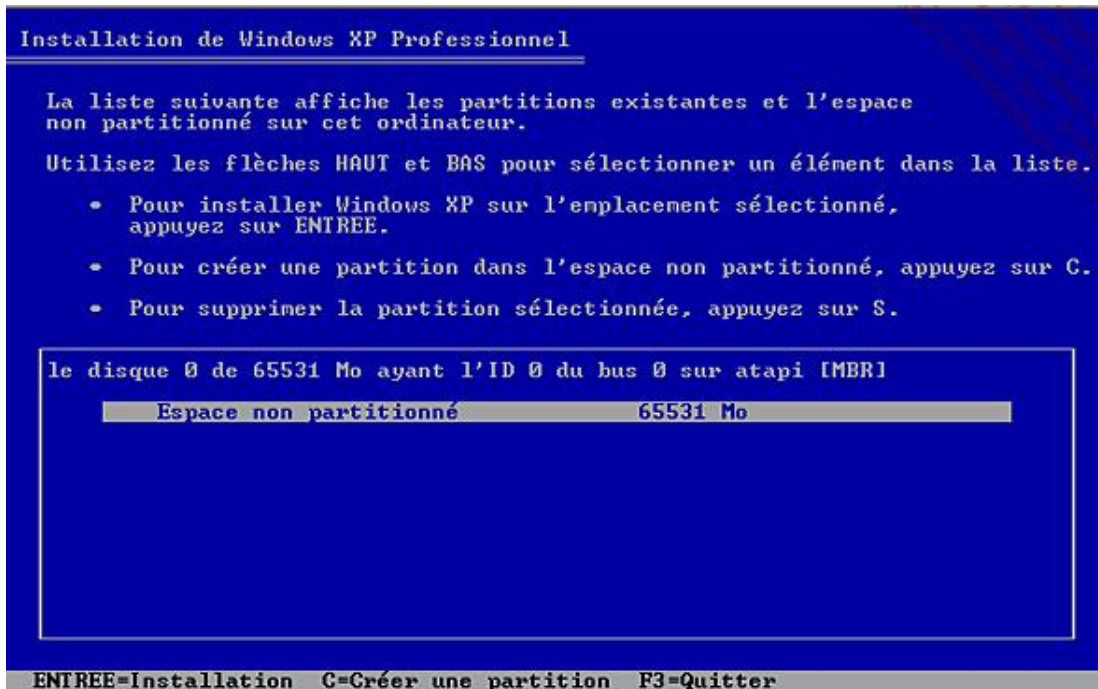 Installation de Windows XP Professionnel
La liste suivante affiche les partitions existantes et l'espace
non partitionné sur cet ordinateur.
Utilisez les flèches HAUT et BAS pour sélectionner un élément dans la liste.
• Pour installer Windows XP sur l'emplacement sélectionné,
appuyez sur ENTREE.
• Pour créer une partition dans l'espace non partitionné, appuyez sur C.
• Pour supprimer la partition sélectionnée, appuyez sur S.
le disque 0 de 65531 Mo ayant l'ID 0 du bus 0 sur atapi [MBR]
Espace non partitionné 65531 Mo
ENTREE=Installation C=Créer une partition F3=Quitter